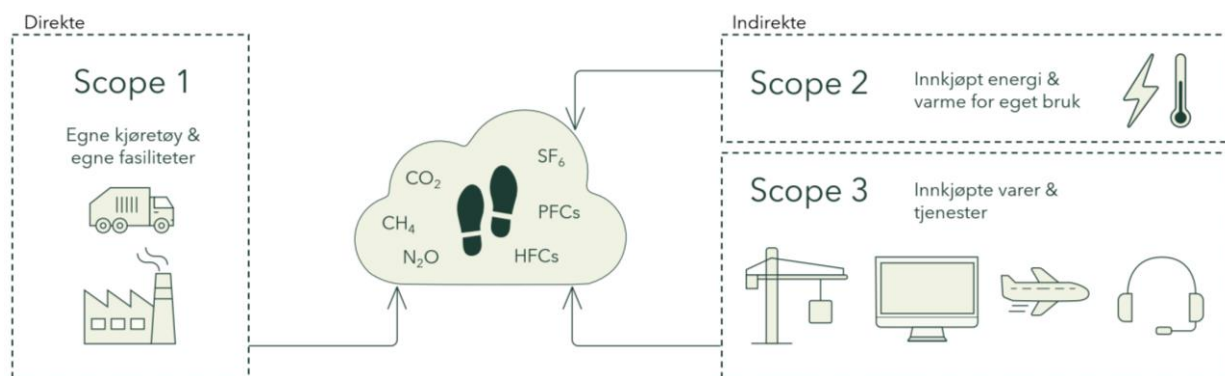 Direkte
Scope 1
Egne kjøretøy &
egne fasiliteter
CO₂
CH₄
N₂O
SF₆
PFCs
HFCs
Indirekte
Scope 2
Innkjøpt energi &
varme for eget bruk
Scope 3
Innkjøpte varer &
tjenester